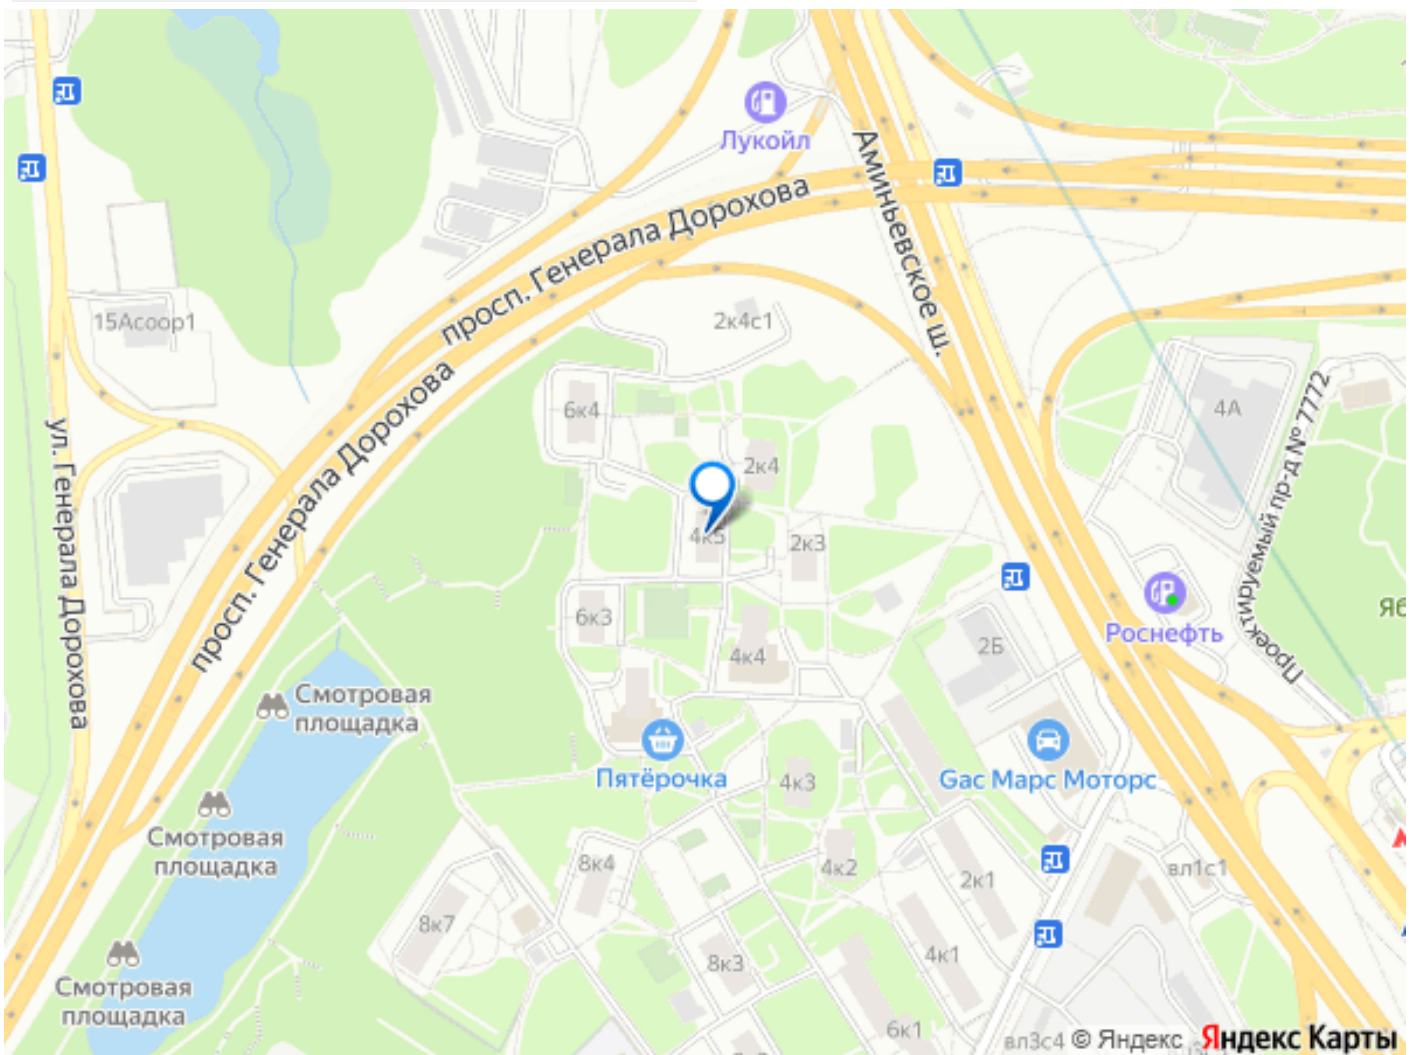 Лукойл
Аминьевское ш.
просп. Генерала Дорохова
15Асоор1
2к4с1
ул. Генерала Дорохова
просп. Генерала Дорохова
6к4
4А
Проектируемый пр-д № 7772
2к4
4к5
2к3
6к3
Роснефть
2Б
4к4
Смотровая
площадка
Пятёрочка
4к3
Gac Марс Моторс
Смотровая
площадка
8к4
4к2
2к1
вл1с1
8к7
8к3
4к1
Смотровая
площадка
6к1
вл3с4
© Яндекс
Яндекс Карты